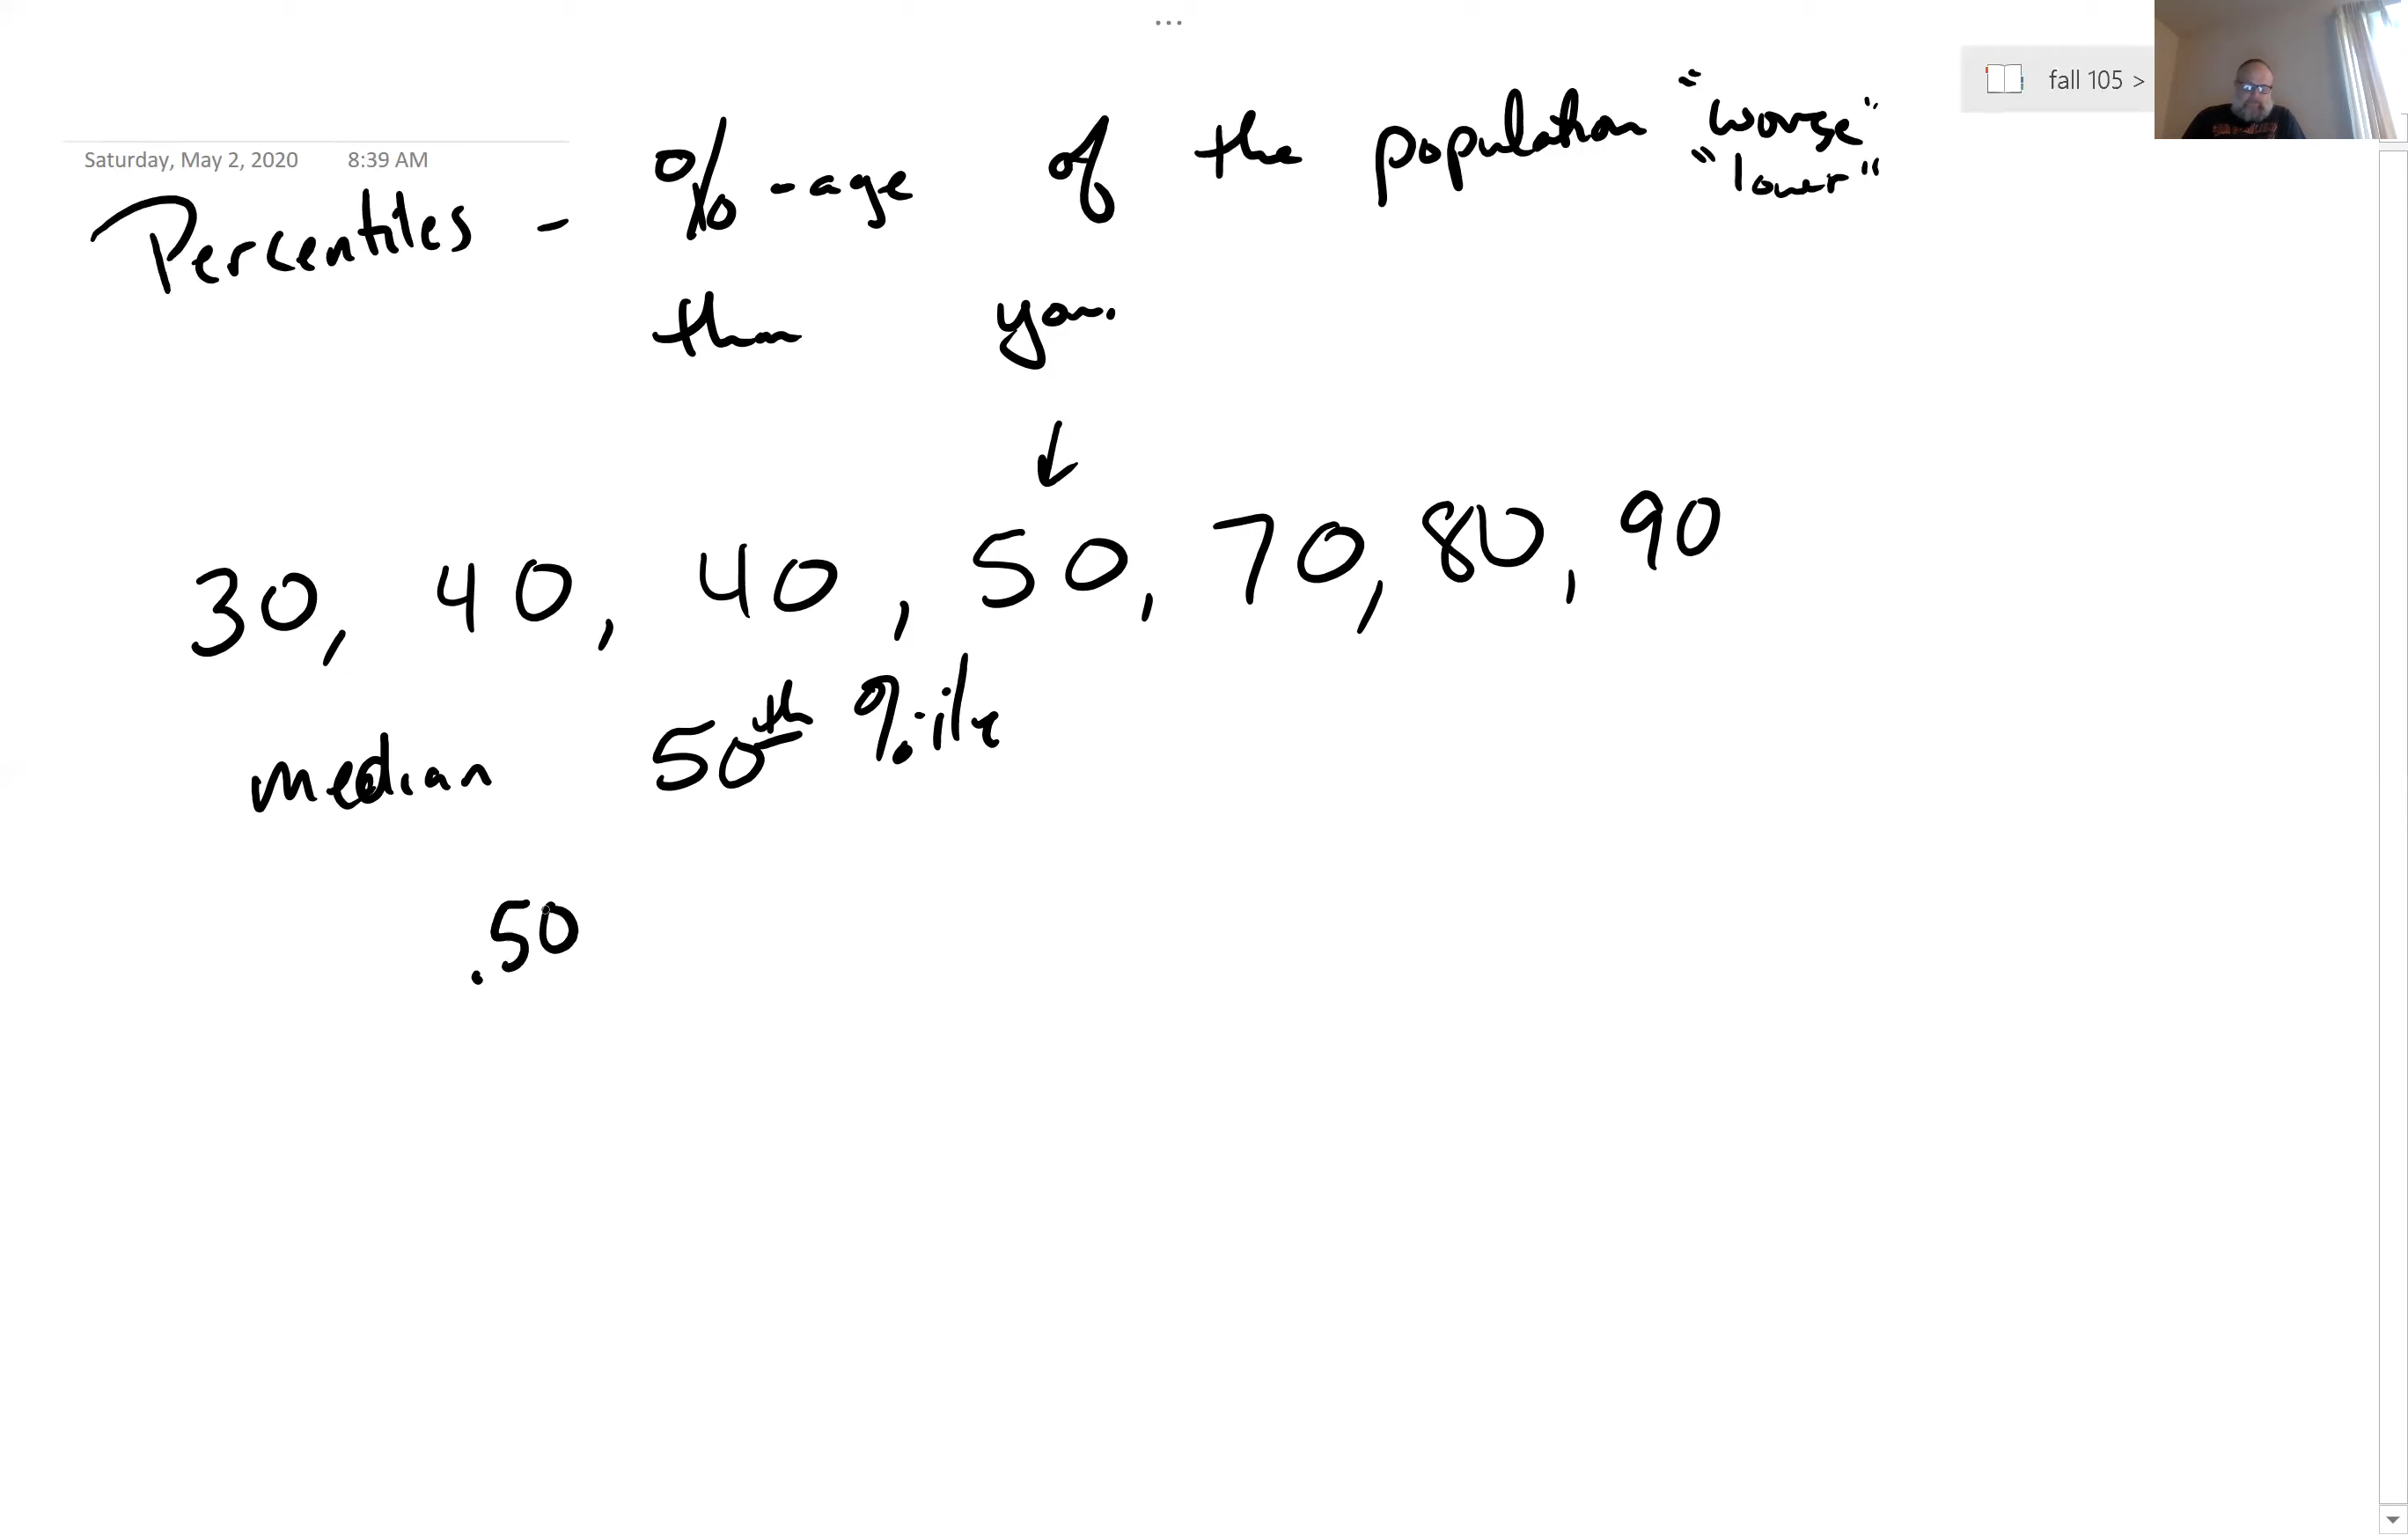 ...
fall 105 >
Saturday, May 2, 2020 8:39 AM
Percentiles - %-age of the population "worse"
"lower"
than you.
30, 40, 40, 50, 70, 80, 90
median 50th %-ile
.50